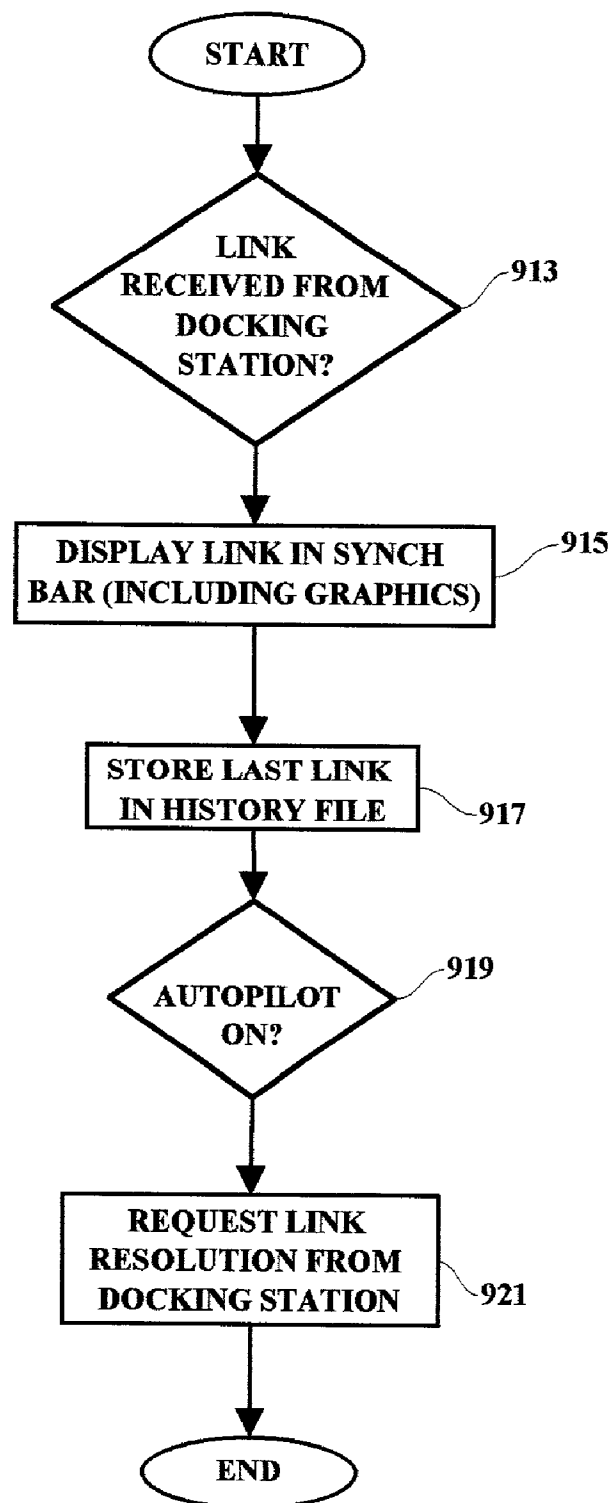 START
LINK
RECEIVED FROM
DOCKING
STATION?
913
DISPLAY LINK IN SYNCH
BAR (INCLUDING GRAPHICS)
915
STORE LAST LINK
IN HISTORY FILE
917
AUTOPILOT
ON?
919
REQUEST LINK
RESOLUTION FROM
DOCKING STATION
921
END